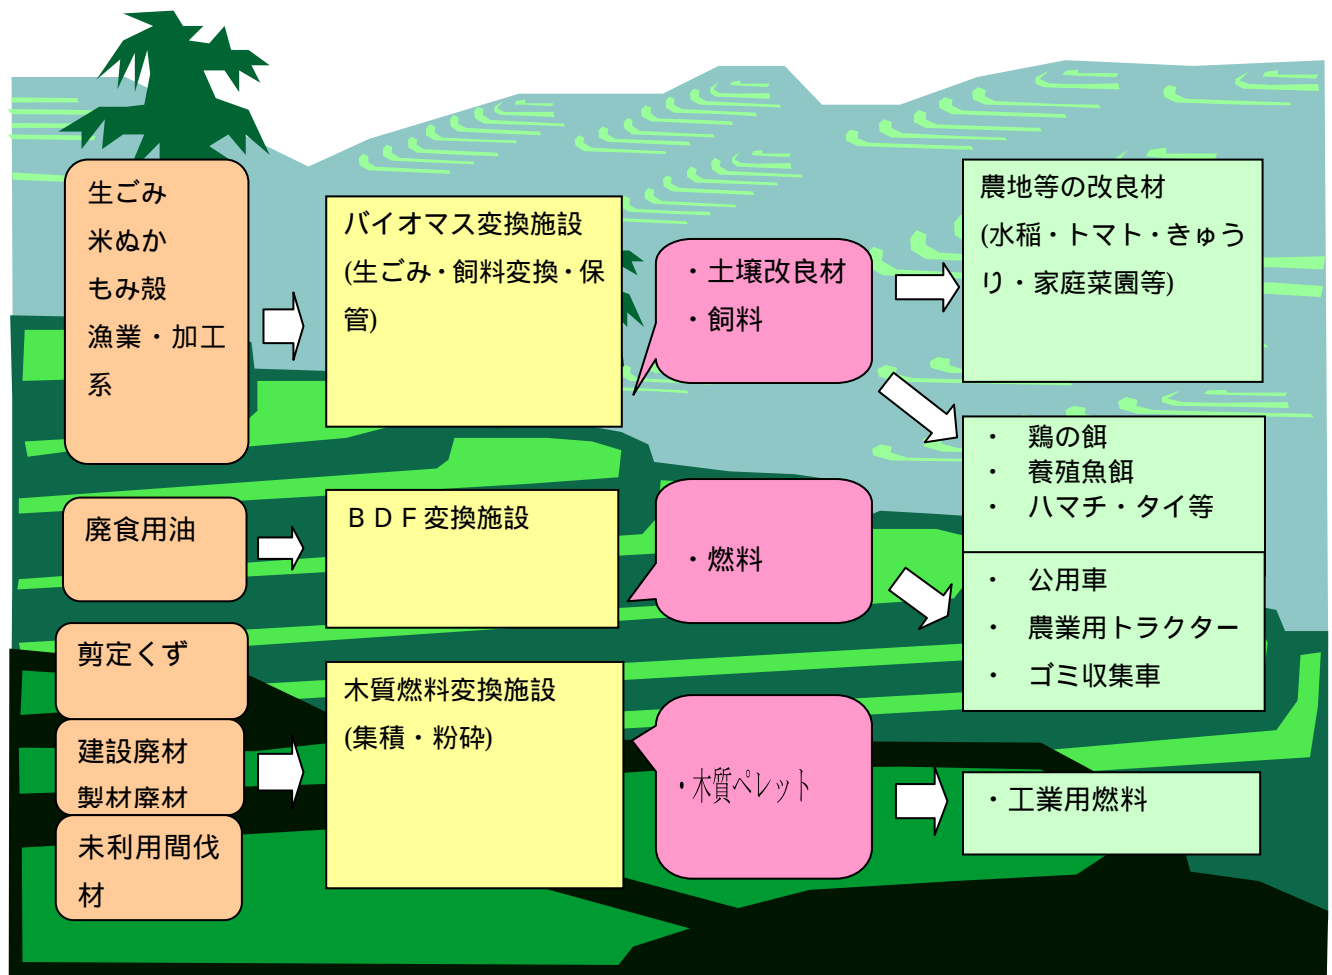 生ごみ
米ぬか
もみ殻
漁業・加工
系
バイオマス変換施設
(生ごみ・飼料変換・保
管)
・土壌改良材
・飼料
農地等の改良材
(水稲・トマト・きゅう
り・家庭菜園等)
・ 鶏の餌
・ 養殖魚餌
・ ハマチ・タイ等
廃食用油
ＢＤＦ変換施設
・燃料
・ 公用車
・ 農業用トラクター
・ ゴミ収集車
剪定くず
建設廃材
製材廃材
未利用間伐
材
木質燃料変換施設
(集積・粉砕)
・木質ペレット
・工業用燃料